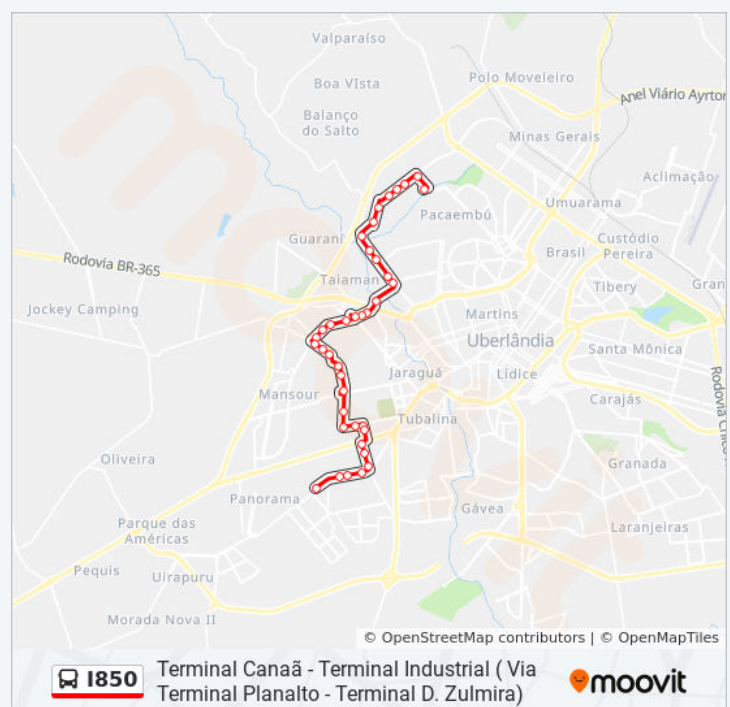 Valparaíso
Polo Moveleiro
Boa VIsta
Anel Viário Ayrton
Balanço
do Salto
Minas Gerais
Aclimação
Umuarama
Pacaembú
Guarani
Custódio
Pereira
Brasil
Rodovia BR-365
Taiaman
Tibery
Gran
Jockey Camping
Martins
Uberlândia
Santa Mônica
Jaraguá
Lídice
Rodovia Chico
Mansour
Carajás
Tubalina
Oliveira
Granada
Panorama
Gávea
Parque das
Américas
Laranjeiras
Pequis
Uirapuru
Morada Nova II
© OpenStreetMap contributors | © OpenMapTiles
I850
Terminal Canaã - Terminal Industrial ( Via
Terminal Planalto - Terminal D. Zulmira)
moovit